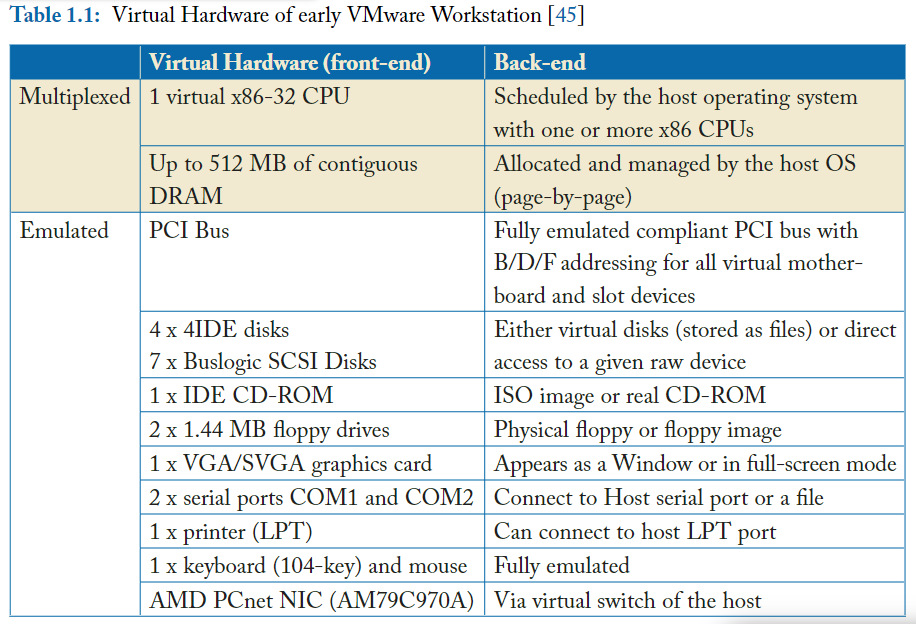 Table 1.1: Virtual Hardware of early VMware Workstation [45]
Virtual Hardware (front-end) Back-end
Multiplexed 1 virtual x86-32 CPU Scheduled by the host operating system
with one or more x86 CPUs
Up to 512 MB of contiguous Allocated and managed by the host OS
DRAM (page-by-page)
Emulated PCI Bus Fully emulated compliant PCI bus with
B/D/F addressing for all virtual mother-
board and slot devices
4 x 4IDE disks Either virtual disks (stored as files) or direct
7 x Buslogic SCSI Disks access to a given raw device
1 x IDE CD-ROM ISO image or real CD-ROM
2 x 1.44 MB floppy drives Physical floppy or floppy image
1 x VGA/SVGA graphics card Appears as a Window or in full-screen mode
2 x serial ports COM1 and COM2 Connect to Host serial port or a file
1 x printer (LPT) Can connect to host LPT port
1 x keyboard (104-key) and mouse Fully emulated
AMD PCnet NIC (AM79C970A) Via virtual switch of the host